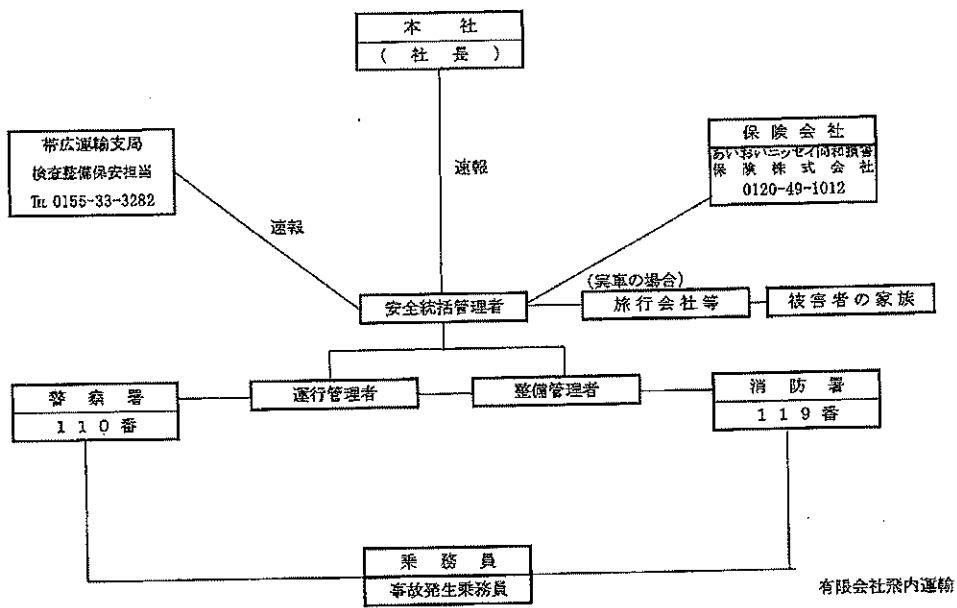 本社
(社長)
帯広運輸支局
検査整備保安担当
℡ 0155-33-3282
速報
速報
保険会社
あいおいニッセイ同和損害
保険株式会社
0120-49-1012
安全統括管理者
(実車の場合)
旅行会社等
被害者の家族
警察署
110番
運行管理者
整備管理者
消防署
119番
乗務員
事故発生乗務員
有限会社飛内運輸